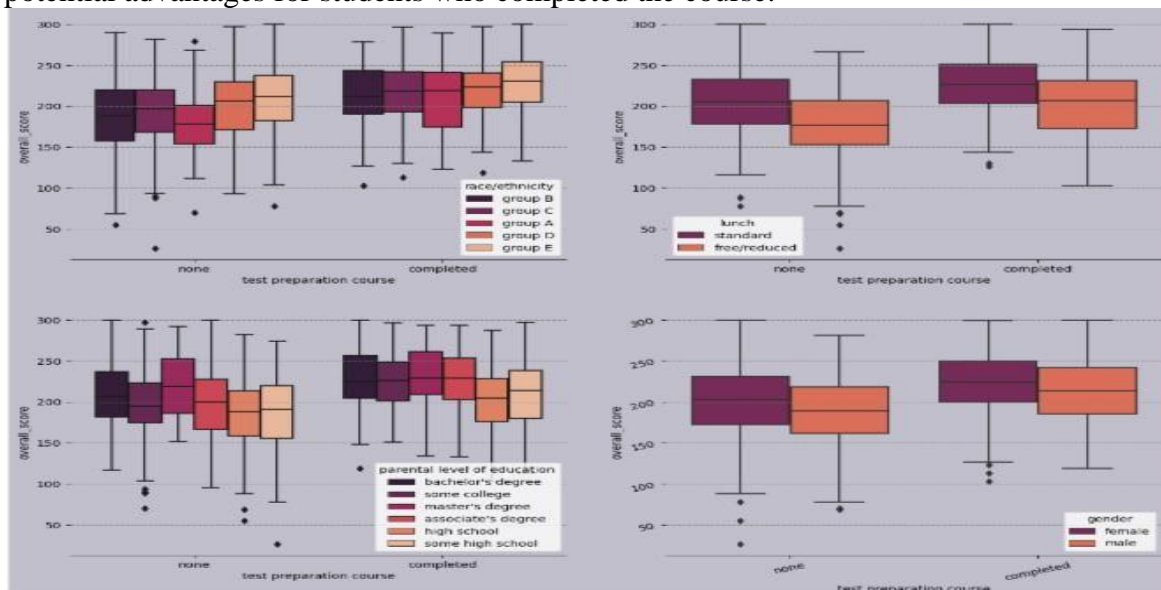 potential advantages for students who completed the course.
300
250
200
150
100
50
overall_score
race/ethnicity
group B
group C
group A
group D
group E
none
completed
test preparation course
300
250
200
150
100
50
overall_score
lunch
standard
free/reduced
none
completed
test preparation course
300
250
200
150
100
50
overall_score
parental level of education
bachelor's degree
some college
master's degree
associate's degree
high school
some high school
none
completed
test preparation course
300
250
200
150
100
50
overall_score
gender
female
male
none
completed
test preparation course